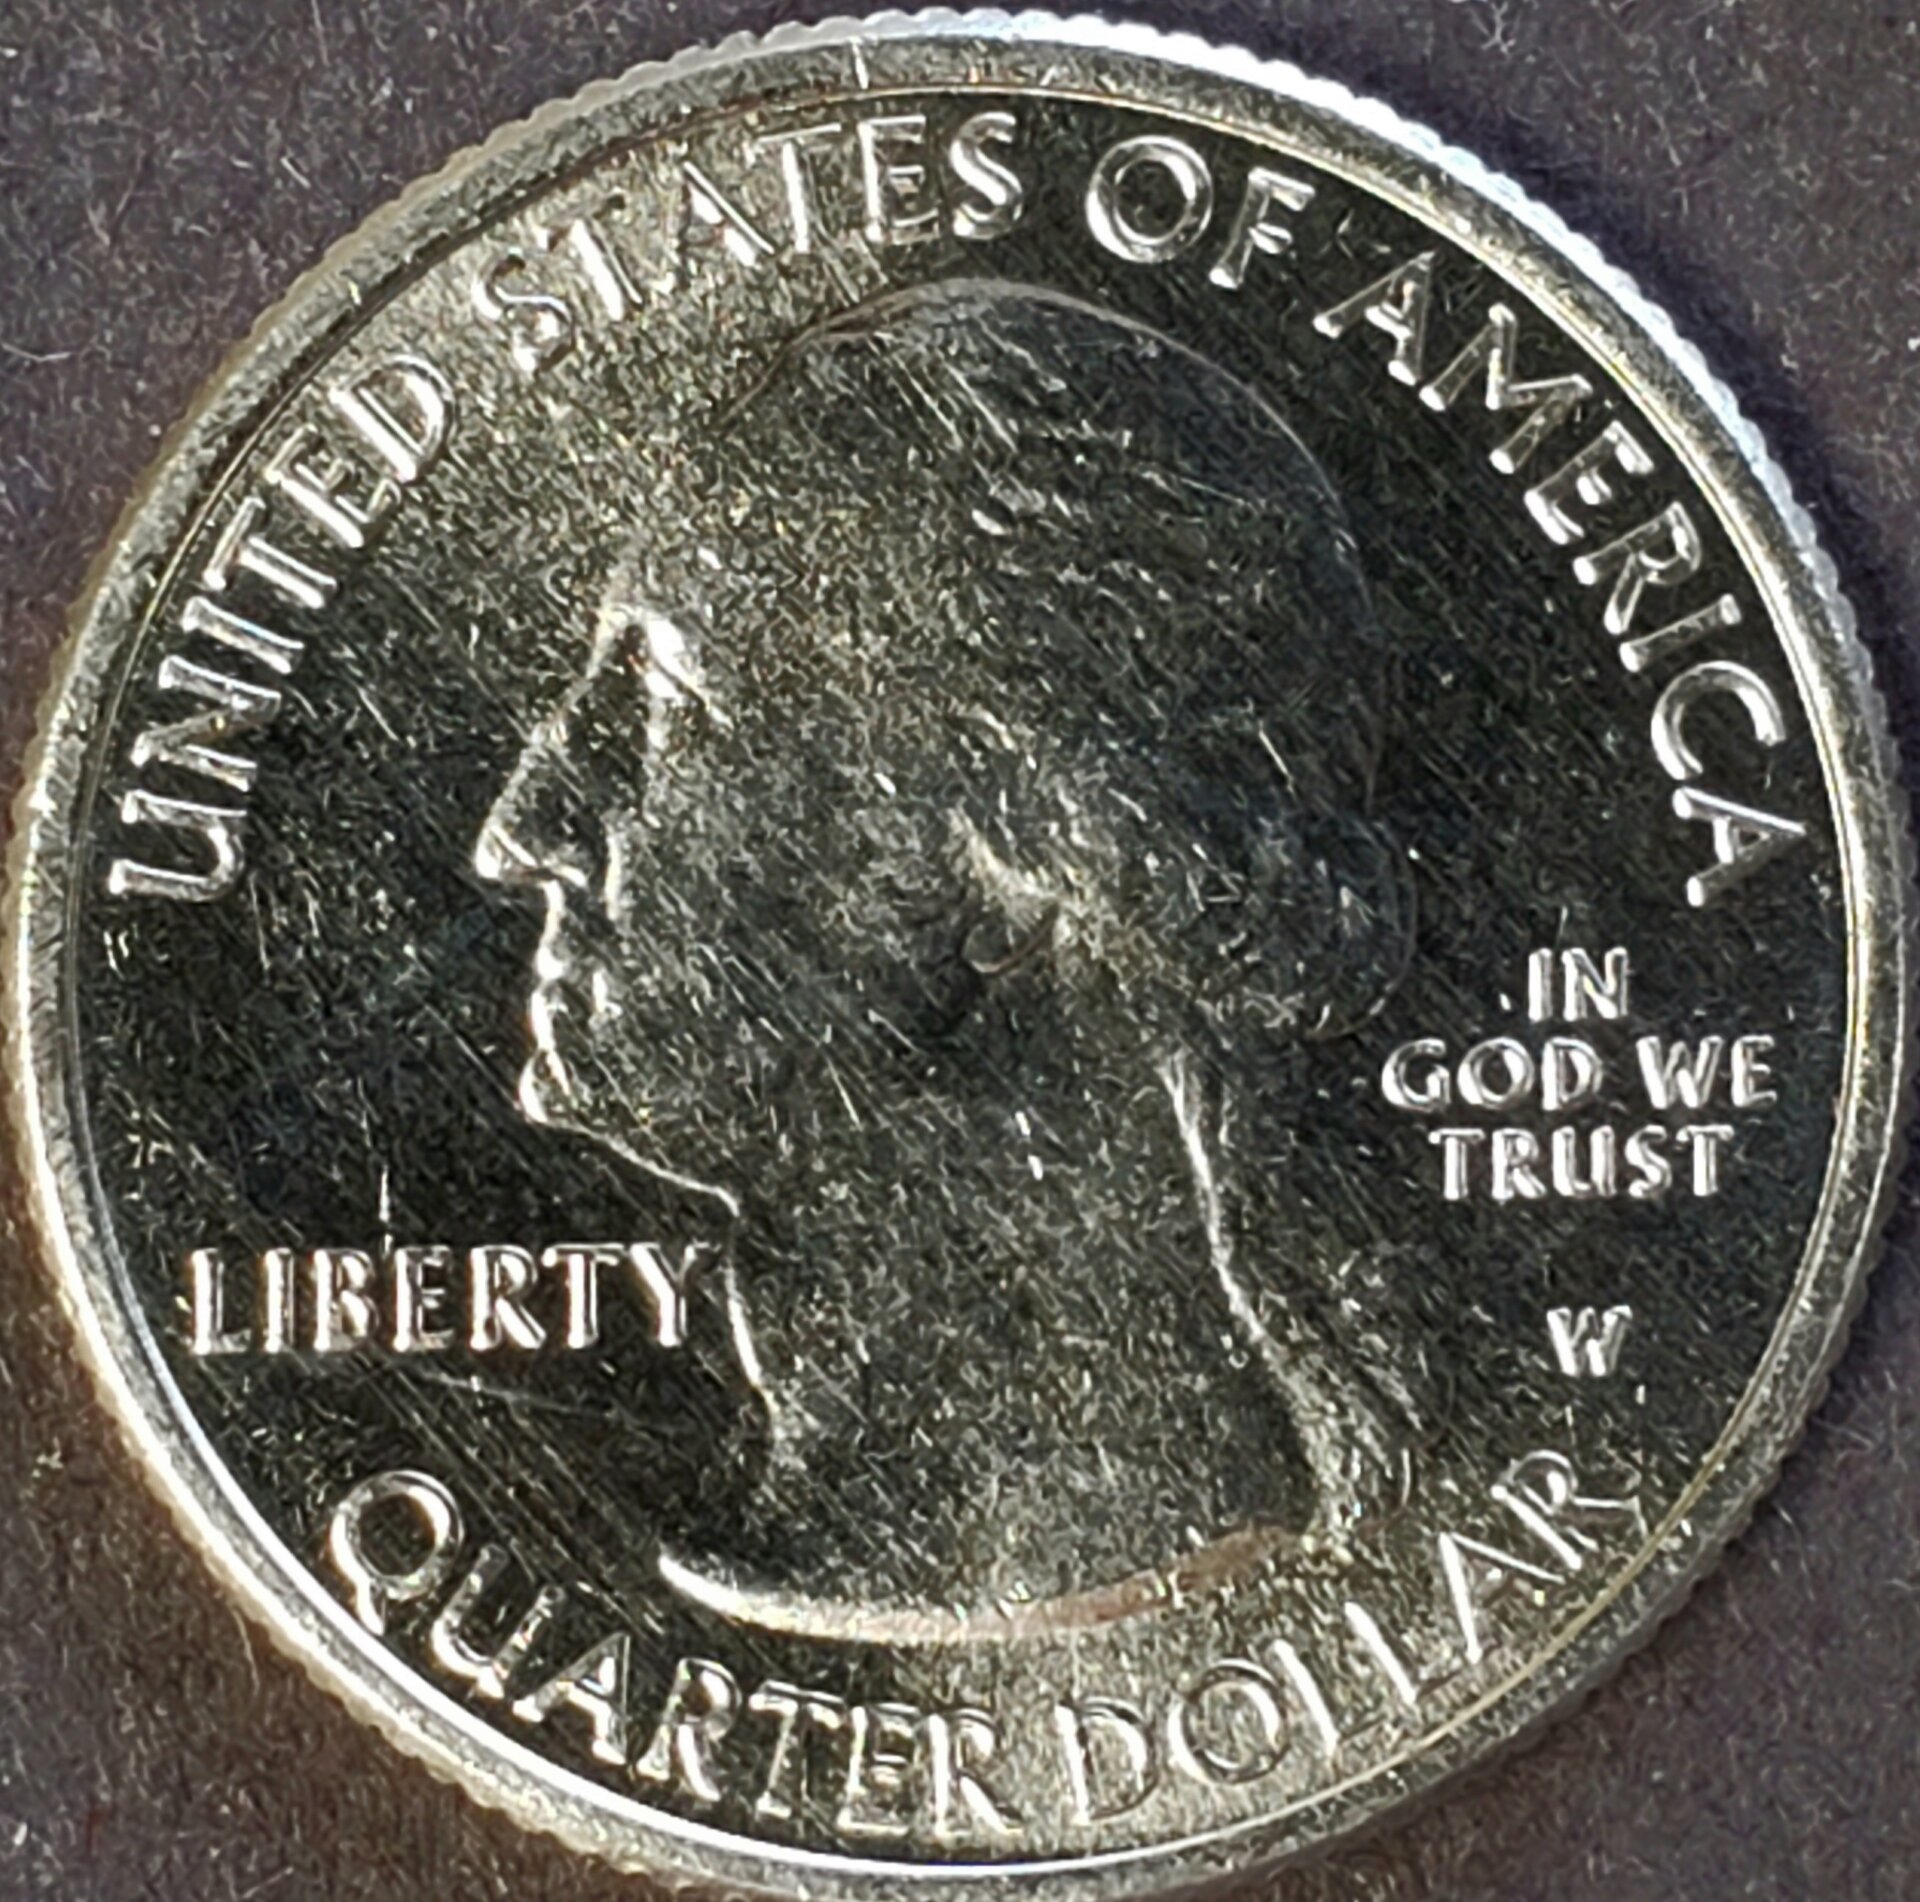 UNITED STATES OF AMERICA
IN
GOD WE
TRUST
LIBERTY
W
QUARTER DOLLAR